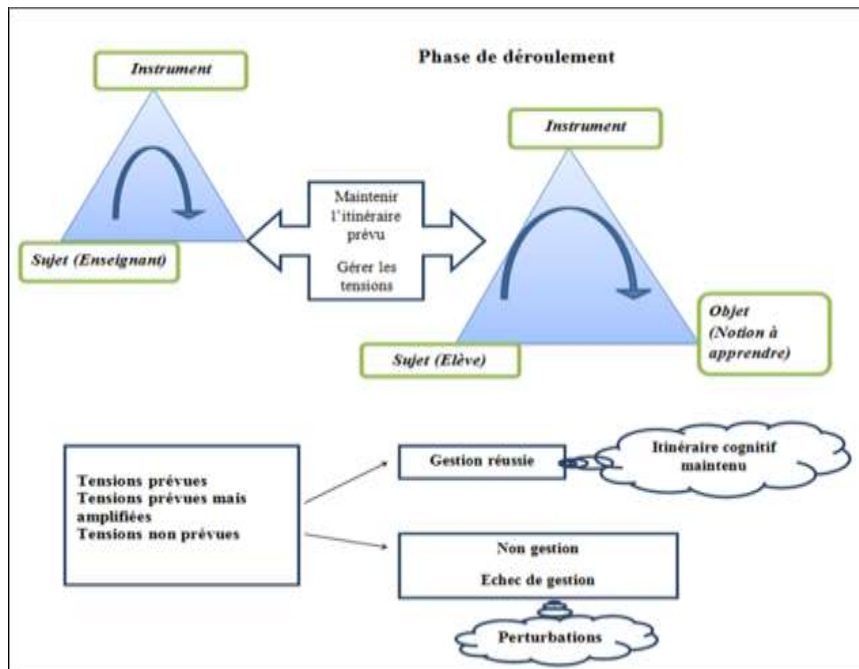 Phase de déroulement
Instrument
Instrument
Maintenir
l'itinéraire
prévu
Gérer les
tensions
Sujet (Enseignant)
Sujet (Elève)
Objet
(Notion à
apprendre)
Tensions prévues
Tensions prévues mais
amplifiées
Tensions non prévues
Gestion réussie
Itinéraire cognitif
maintenu
Non gestion
Echec de gestion
Perturbations